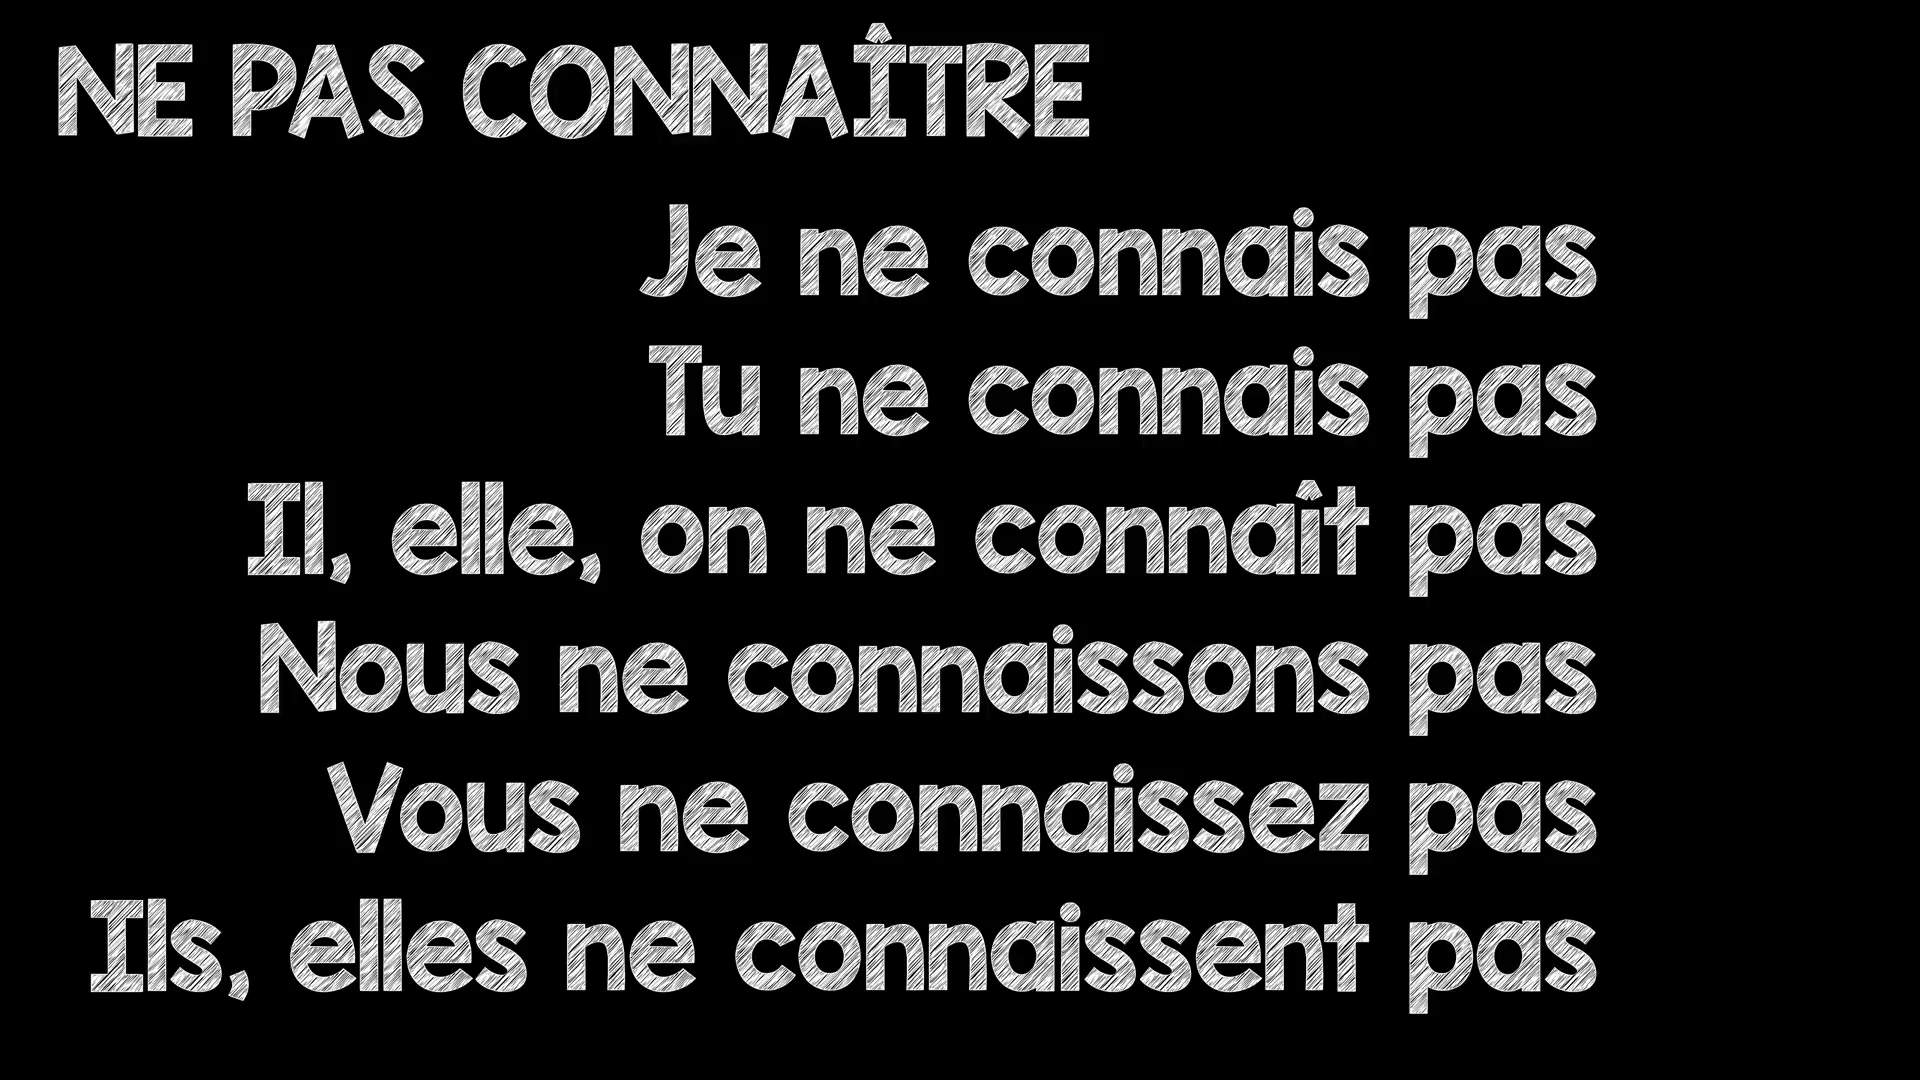 NE PAS CONNAÎTRE
Je ne connais pas
Tu ne connais pas
Il, elle, on ne connaît pas
Nous ne connaissons pas
Vous ne connaissez pas
Ils, elles ne connaissent pas